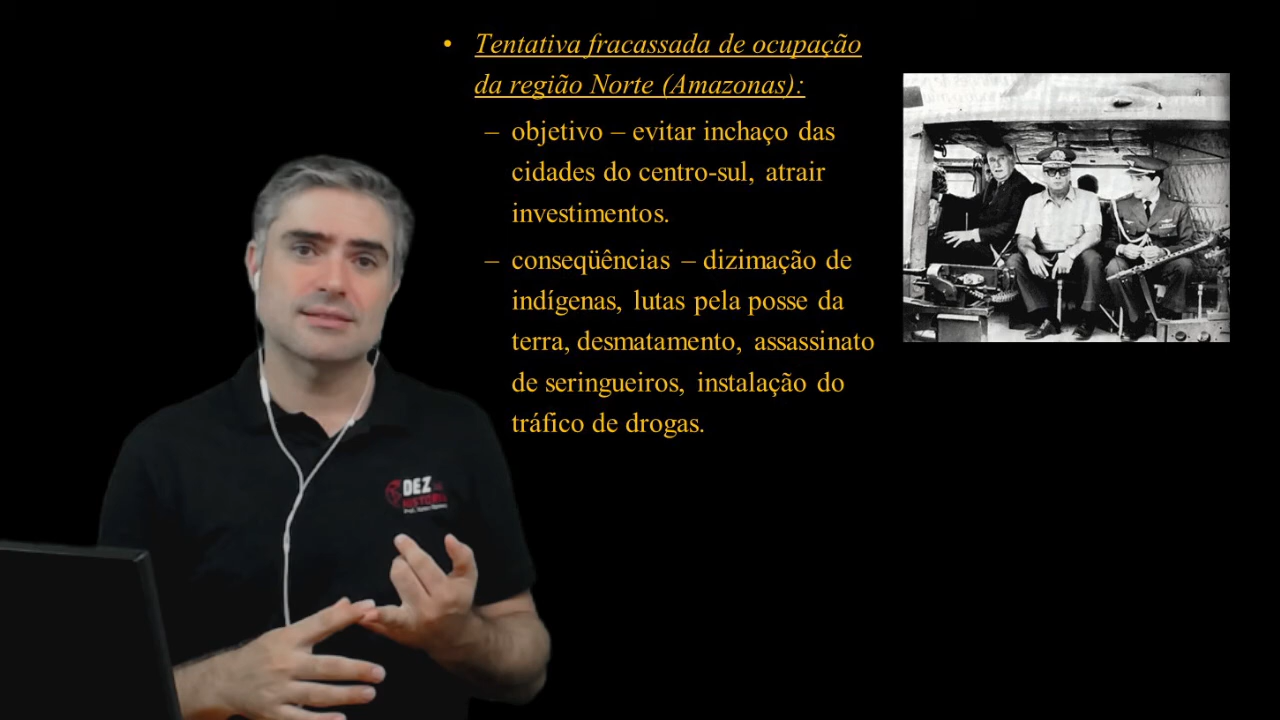 • Tentativa fracassada de ocupação
da região Norte (Amazonas):
– objetivo – evitar inchaço das
cidades do centro-sul, atrair
investimentos.
– conseqüências – dizimação de
indígenas, lutas pela posse da
terra, desmatamento, assassinato
de seringueiros, instalação do
tráfico de drogas.
DEZ
HISTÓRIA